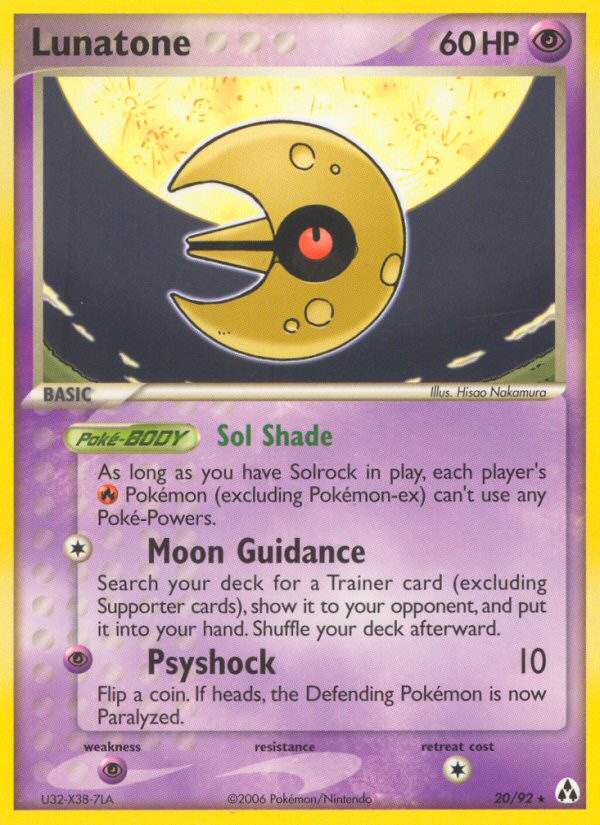 Lunatone 60 HP
BASIC Illus. Hisao Nakamura
Poké-BODY Sol Shade
As long as you have Solrock in play, each player's
Pokémon (excluding Pokémon-ex) can't use any
Poké-Powers.
Moon Guidance
Search your deck for a Trainer card (excluding
Supporter cards), show it to your opponent, and put
it into your hand. Shuffle your deck afterward.
Psyshock 10
Flip a coin. If heads, the Defending Pokémon is now
Paralyzed.
weakness resistance retreat cost
U32-X38-7LA ©2006 Pokémon/Nintendo 20/92 ★